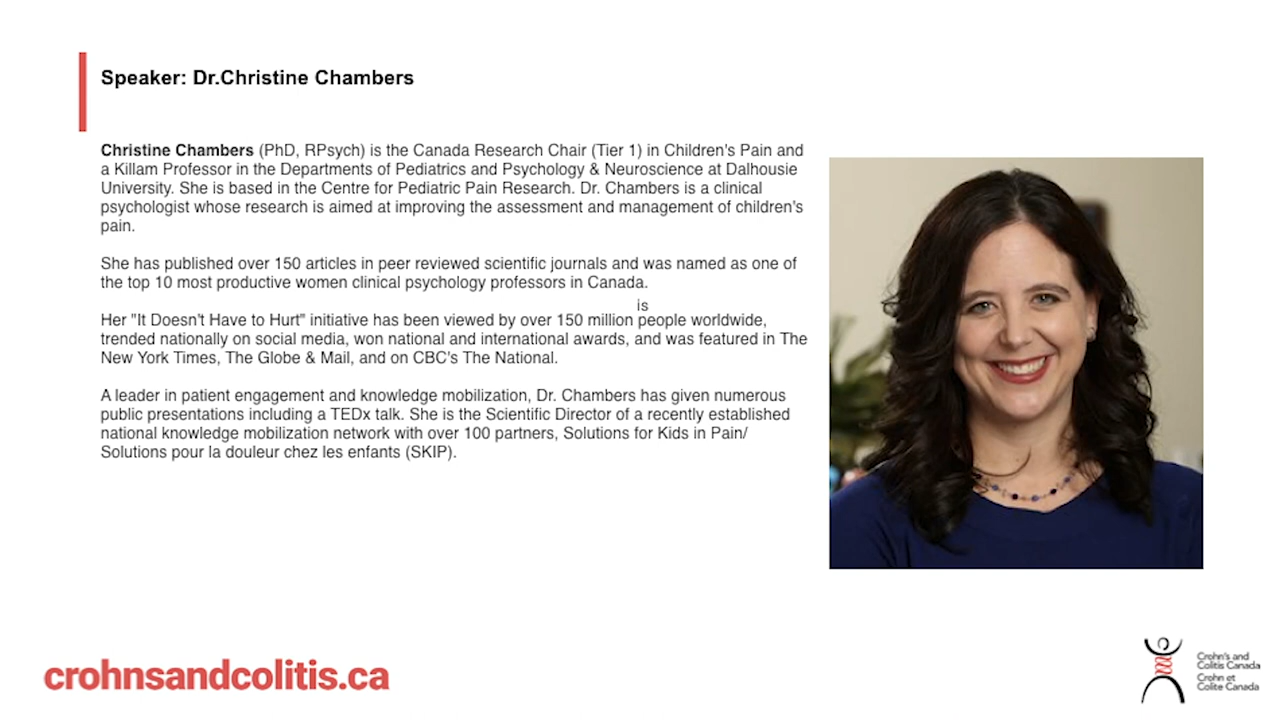 Speaker: Dr.Christine Chambers
Christine Chambers (PhD, RPsych) is the Canada Research Chair (Tier 1) in Children's Pain and
a Killam Professor in the Departments of Pediatrics and Psychology & Neuroscience at Dalhousie
University. She is based in the Centre for Pediatric Pain Research. Dr. Chambers is a clinical
psychologist whose research is aimed at improving the assessment and management of children's
pain.
She has published over 150 articles in peer reviewed scientific journals and was named as one of
the top 10 most productive women clinical psychology professors in Canada.
is
Her "It Doesn't Have to Hurt" initiative has been viewed by over 150 million people worldwide,
trended nationally on social media, won national and international awards, and was featured in The
New York Times, The Globe & Mail, and on CBC's The National.
A leader in patient engagement and knowledge mobilization, Dr. Chambers has given numerous
public presentations including a TEDx talk. She is the Scientific Director of a recently established
national knowledge mobilization network with over 100 partners, Solutions for Kids in Pain/
Solutions pour la douleur chez les enfants (SKIP).
crohnsandcolitis.ca
Crohn's and
Colitis Canada
Crohn et
Colite Canada